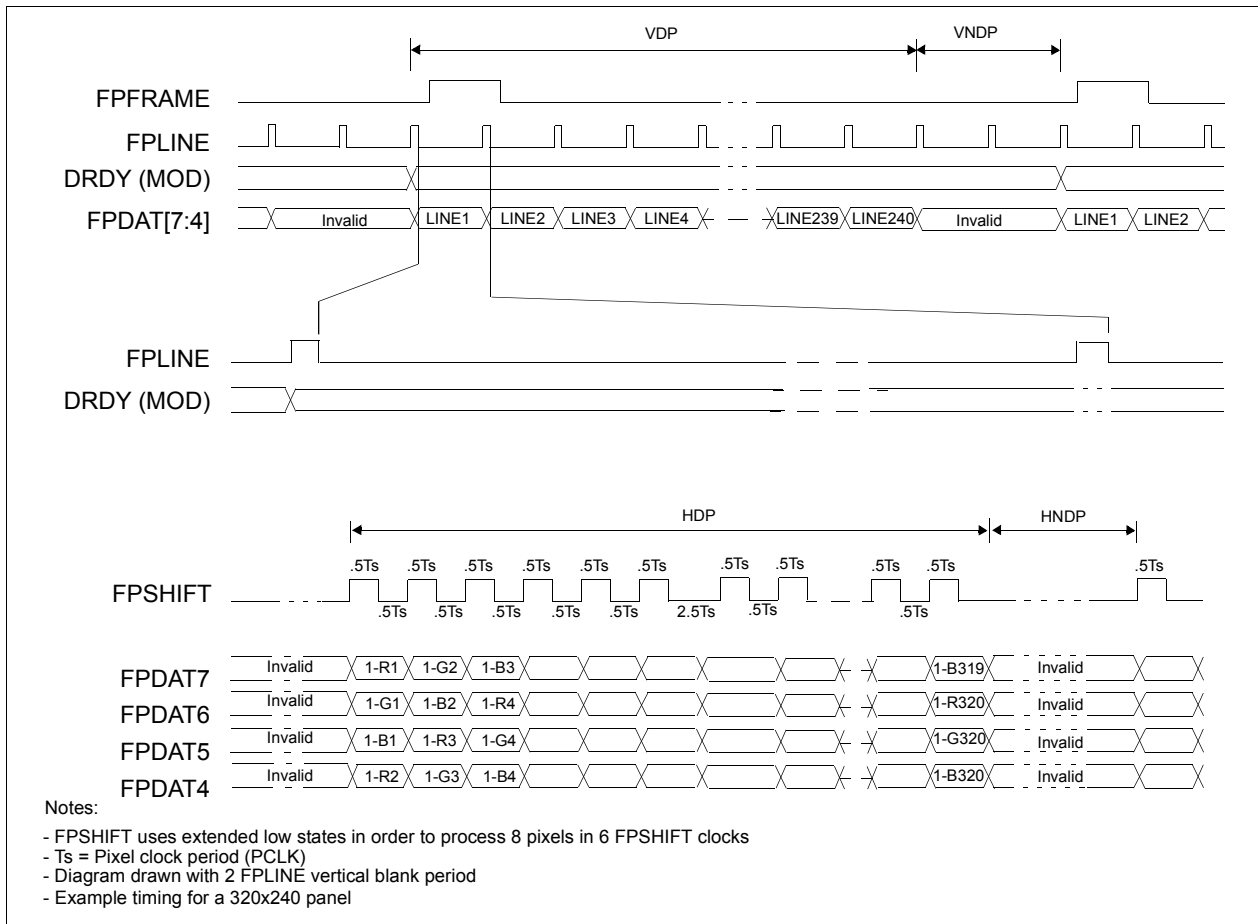 VDP VNDP
FPFRAME
FPLINE
DRDY (MOD)
FPDAT[7:4] Invalid LINE1 LINE2 LINE3 LINE4 LINE239 LINE240 Invalid LINE1 LINE2
FPLINE
DRDY (MOD)
HDP HNDP
.5Ts .5Ts .5Ts .5Ts .5Ts .5Ts .5Ts .5Ts .5Ts .5Ts .5Ts
FPSHIFT
.5Ts .5Ts .5Ts .5Ts .5Ts 2.5Ts .5Ts .5Ts
FPDAT7 Invalid 1-R1 1-G2 1-B3 1-B319 Invalid
FPDAT6 Invalid 1-G1 1-B2 1-R4 1-R320 Invalid
FPDAT5 Invalid 1-B1 1-R3 1-G4 1-G320 Invalid
FPDAT4 Invalid 1-R2 1-G3 1-B4 1-B320 Invalid
Notes:
- FPSHIFT uses extended low states in order to process 8 pixels in 6 FPSHIFT clocks
- Ts = Pixel clock period (PCLK)
- Diagram drawn with 2 FPLINE vertical blank period
- Example timing for a 320x240 panel